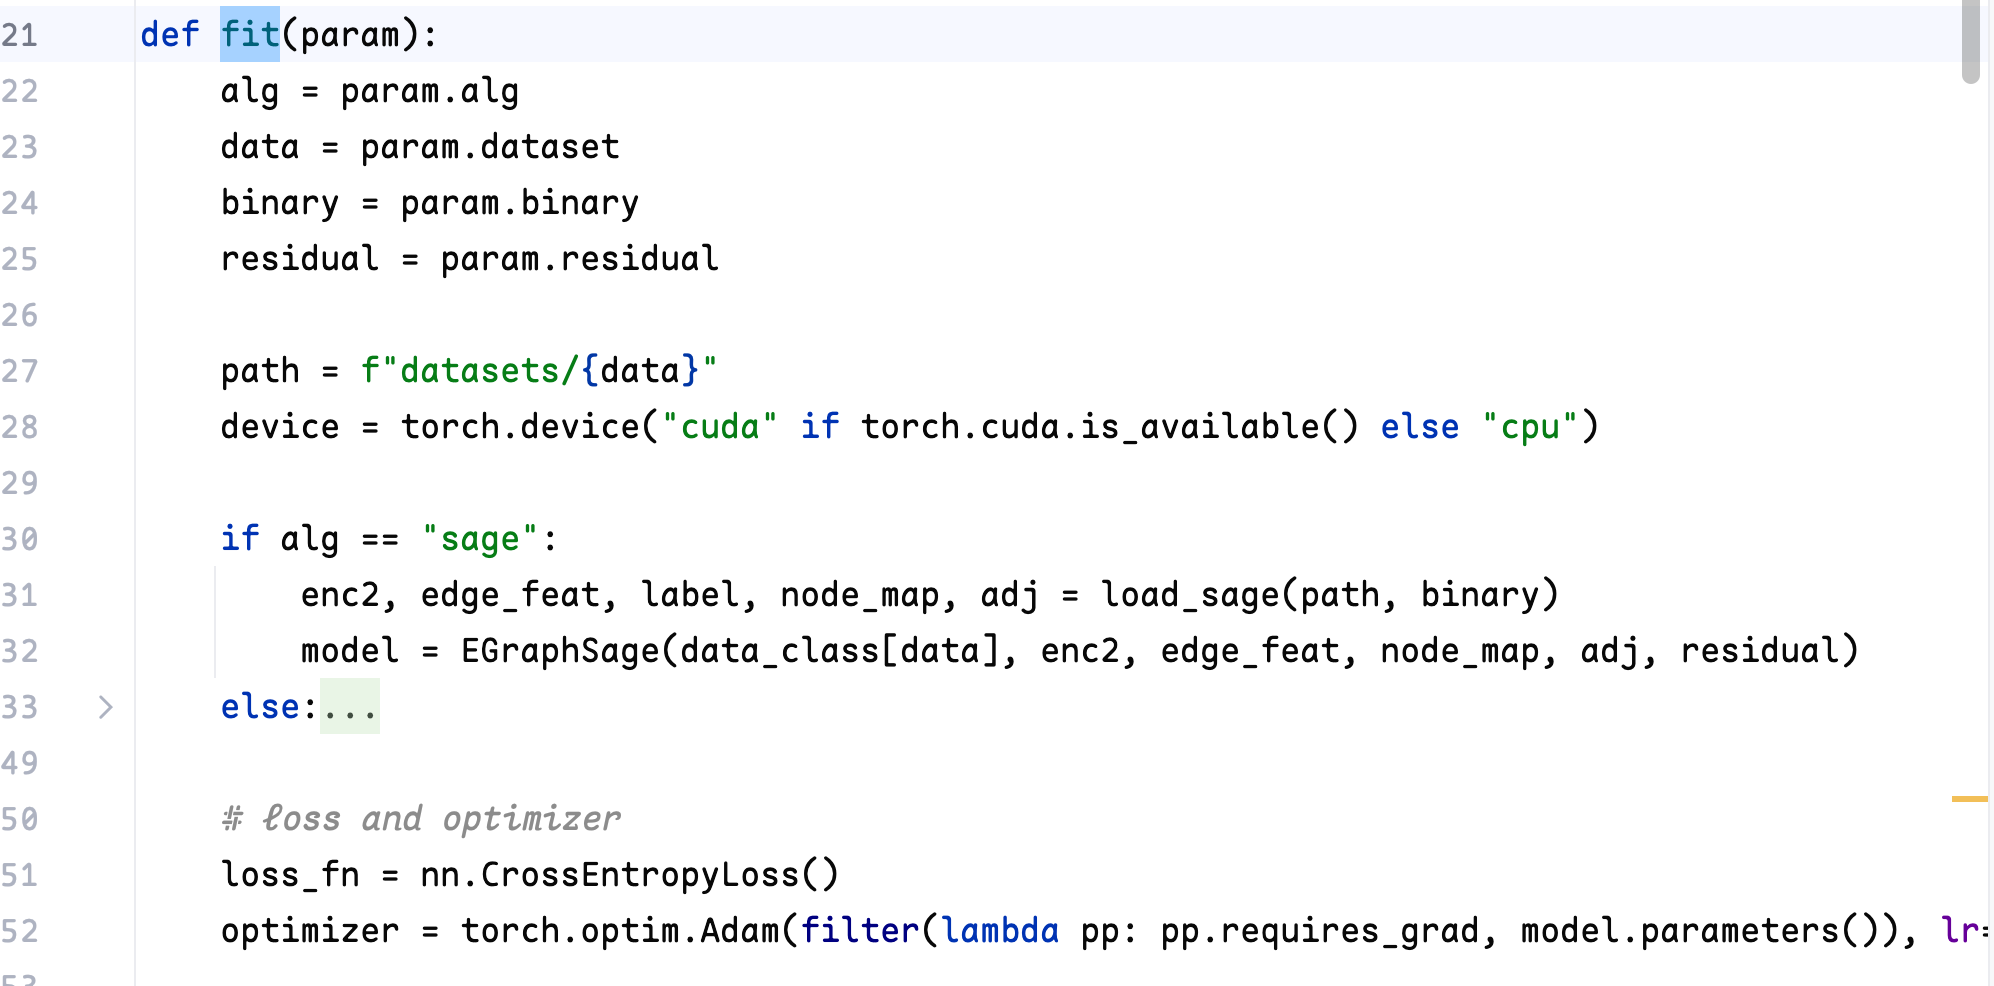 21 def fit(param):
22 alg = param.alg
23 data = param.dataset
24 binary = param.binary
25 residual = param.residual
26
27 path = f"datasets/{data}"
28 device = torch.device("cuda" if torch.cuda.is_available() else "cpu")
29
30 if alg == "sage":
31 enc2, edge_feat, label, node_map, adj = load_sage(path, binary)
32 model = EGraphSage(data_class[data], enc2, edge_feat, node_map, adj, residual)
33 else:...
49
50 # loss and optimizer
51 loss_fn = nn.CrossEntropyLoss()
52 optimizer = torch.optim.Adam(filter(lambda pp: pp.requires_grad, model.parameters()), lr=
53